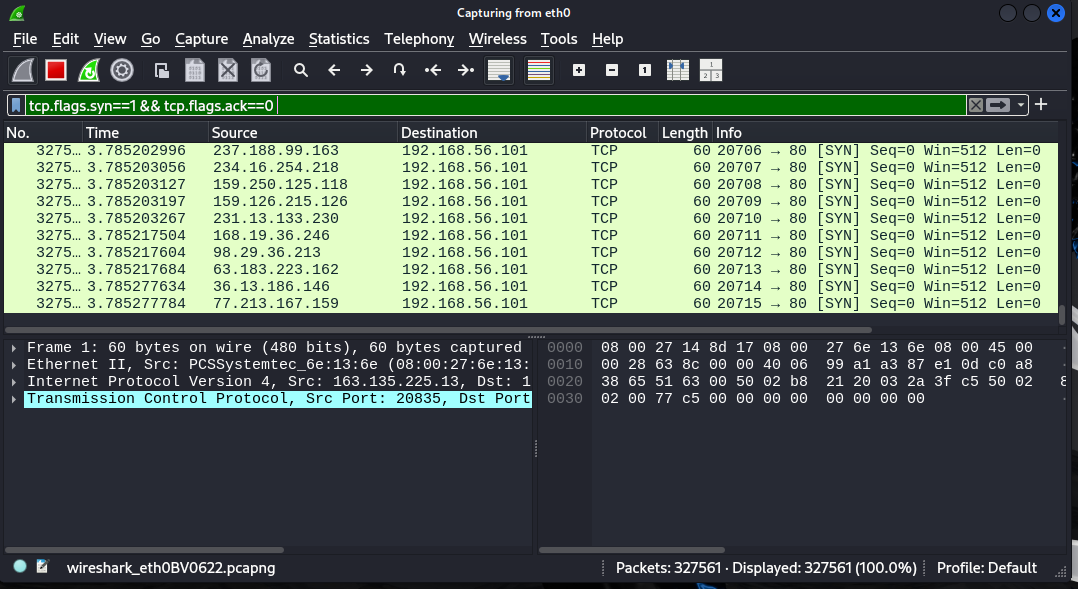 Capturing from eth0
File Edit View Go Capture Analyze Statistics Telephony Wireless Tools Help
tcp.flags.syn==1 && tcp.flags.ack==0
No. Time Source Destination Protocol Length Info
3275… 3.785202996 237.188.99.163 192.168.56.101 TCP 60 20706 → 80 [SYN] Seq=0 Win=512 Len=0
3275… 3.785203056 234.16.254.218 192.168.56.101 TCP 60 20707 → 80 [SYN] Seq=0 Win=512 Len=0
3275… 3.785203127 159.250.125.118 192.168.56.101 TCP 60 20708 → 80 [SYN] Seq=0 Win=512 Len=0
3275… 3.785203197 159.126.215.126 192.168.56.101 TCP 60 20709 → 80 [SYN] Seq=0 Win=512 Len=0
3275… 3.785203267 231.13.133.230 192.168.56.101 TCP 60 20710 → 80 [SYN] Seq=0 Win=512 Len=0
3275… 3.785217504 168.19.36.246 192.168.56.101 TCP 60 20711 → 80 [SYN] Seq=0 Win=512 Len=0
3275… 3.785217604 98.29.36.213 192.168.56.101 TCP 60 20712 → 80 [SYN] Seq=0 Win=512 Len=0
3275… 3.785217684 63.183.223.162 192.168.56.101 TCP 60 20713 → 80 [SYN] Seq=0 Win=512 Len=0
3275… 3.785277634 36.13.186.146 192.168.56.101 TCP 60 20714 → 80 [SYN] Seq=0 Win=512 Len=0
3275… 3.785277784 77.213.167.159 192.168.56.101 TCP 60 20715 → 80 [SYN] Seq=0 Win=512 Len=0
Frame 1: 60 bytes on wire (480 bits), 60 bytes captured
Ethernet II, Src: PCSSystemtec_6e:13:6e (08:00:27:6e:13:
Internet Protocol Version 4, Src: 163.135.225.13, Dst: 1
Transmission Control Protocol, Src Port: 20835, Dst Port
0000 08 00 27 14 8d 17 08 00 27 6e 13 6e 08 00 45 00
0010 00 28 63 8c 00 00 40 06 99 a1 a3 87 e1 0d c0 a8
0020 38 65 51 63 00 50 02 b8 21 20 03 2a 3f c5 50 02 8
0030 02 00 77 c5 00 00 00 00 00 00 00 00
wireshark_eth0BV0622.pcapng
Packets: 327561 · Displayed: 327561 (100.0%)
Profile: Default